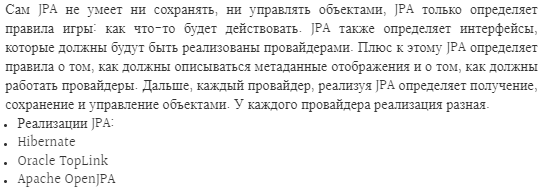 Сам JPA не умеет ни сохранять, ни управлять объектами, JPA только определяет
правила игры: как что-то будет действовать. JPA также определяет интерфейсы,
которые должны будут быть реализованы провайдерами. Плюс к этому JPA определяет
правила о том, как должны описываться метаданные отображения и о том, как должны
работать провайдеры. Дальше, каждый провайдер, реализуя JPA определяет получение,
сохранение и управление объектами. У каждого провайдера реализация разная.
• Реализации JPA:
• Hibernate
• Oracle TopLink
• Apache OpenJPA